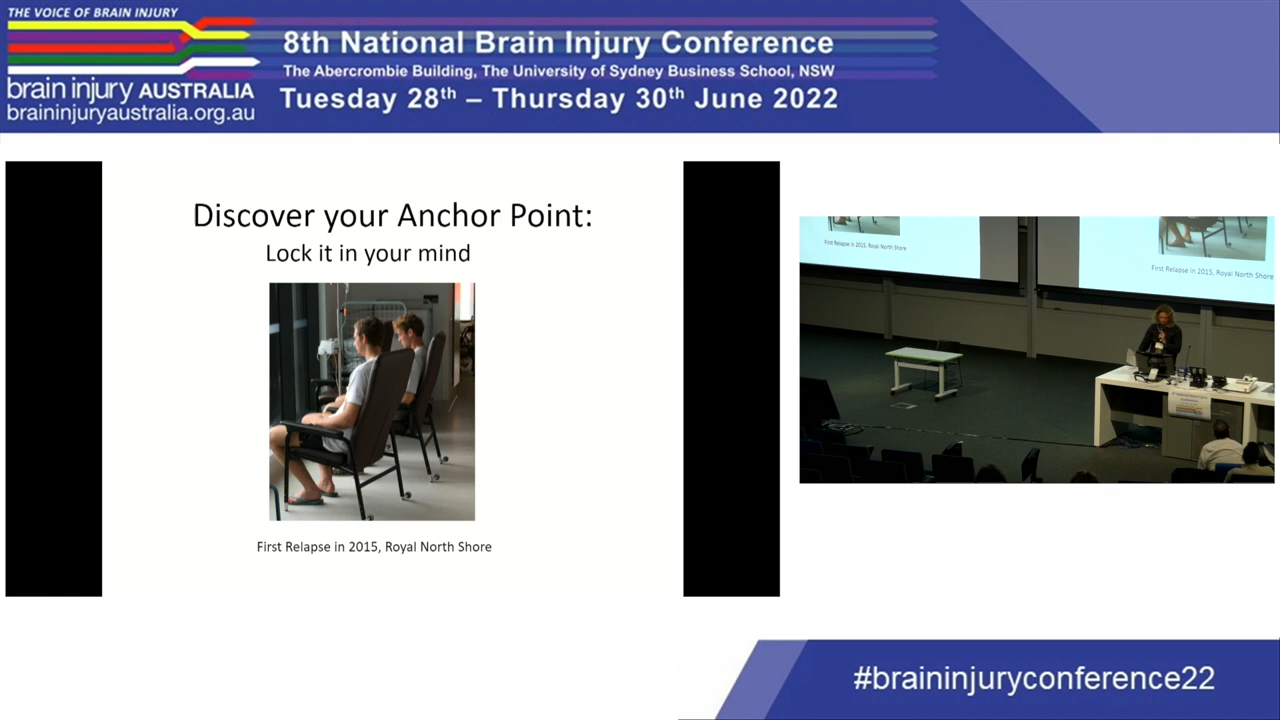 THE VOICE OF BRAIN INJURY
brain injury AUSTRALIA
braininjuryaustralia.org.au
8th National Brain Injury Conference
The Abercrombie Building, The University of Sydney Business School, NSW
Tuesday 28th – Thursday 30th June 2022
Discover your Anchor Point:
Lock it in your mind
First Relapse in 2015, Royal North Shore
First Relapse in 2015, Royal North Shore
First Relapse in 2015, Royal North Shore
#braininjuryconference22